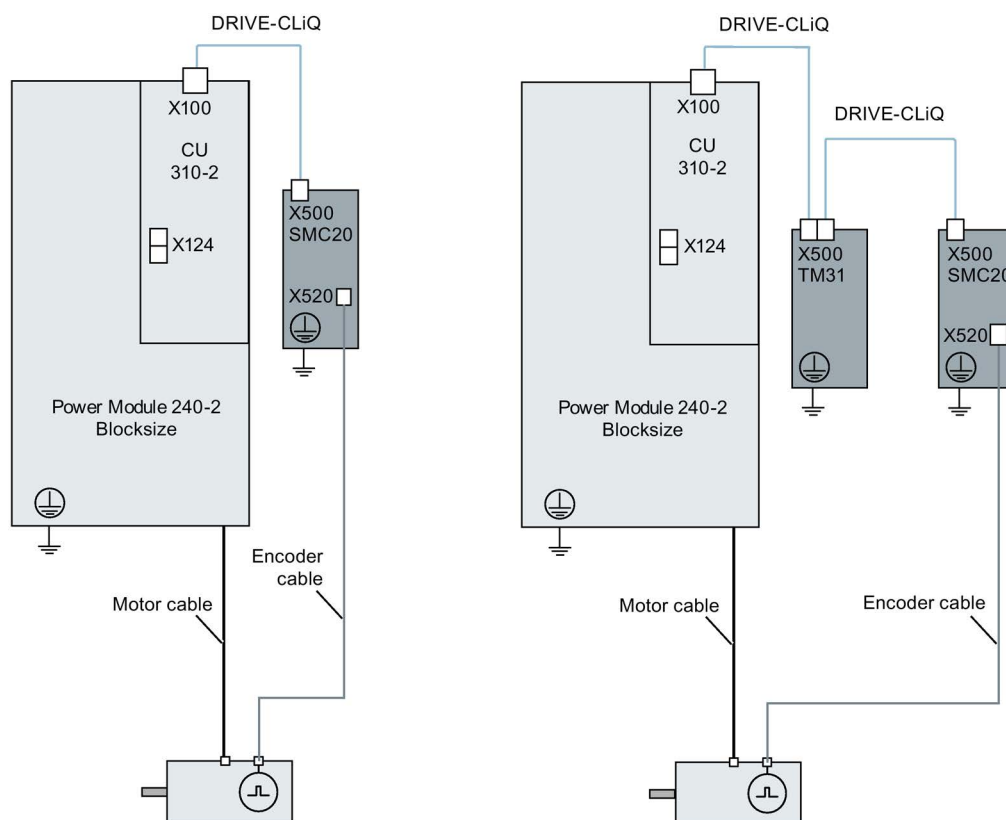 DRIVE-CLiQ
X100
CU
310-2
X124
X500
SMC20
X520
Power Module 240-2
Blocksize
Encoder
cable
Motor cable
DRIVE-CLiQ
X100
DRIVE-CLiQ
CU
310-2
X124
X500
TM31
X500
SMC20
X520
Power Module 240-2
Blocksize
Motor cable
Encoder cable